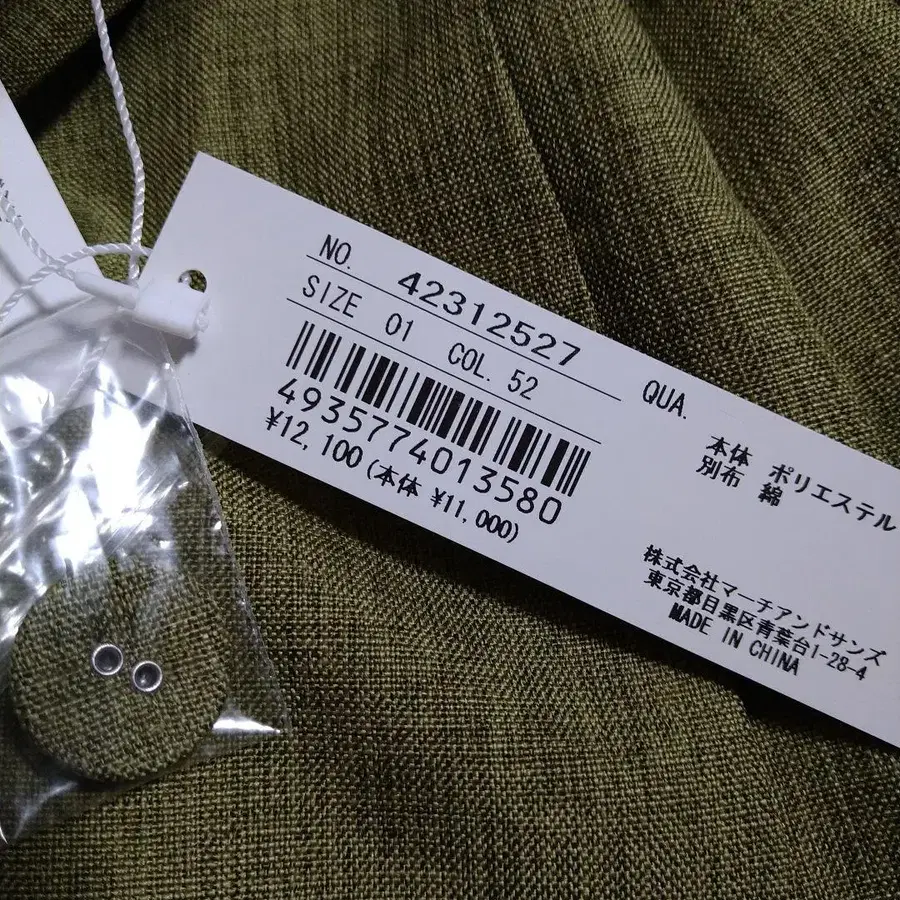 NO. 42312527
SIZE 01 COL. 52
4935774013580
¥12,100(本体 ¥11,000)
QUA.
本体 ポリエステル
別布 綿
株式会社マーチアンドサンズ
東京都目黒区青葉台1-28-4
MADE IN CHINA